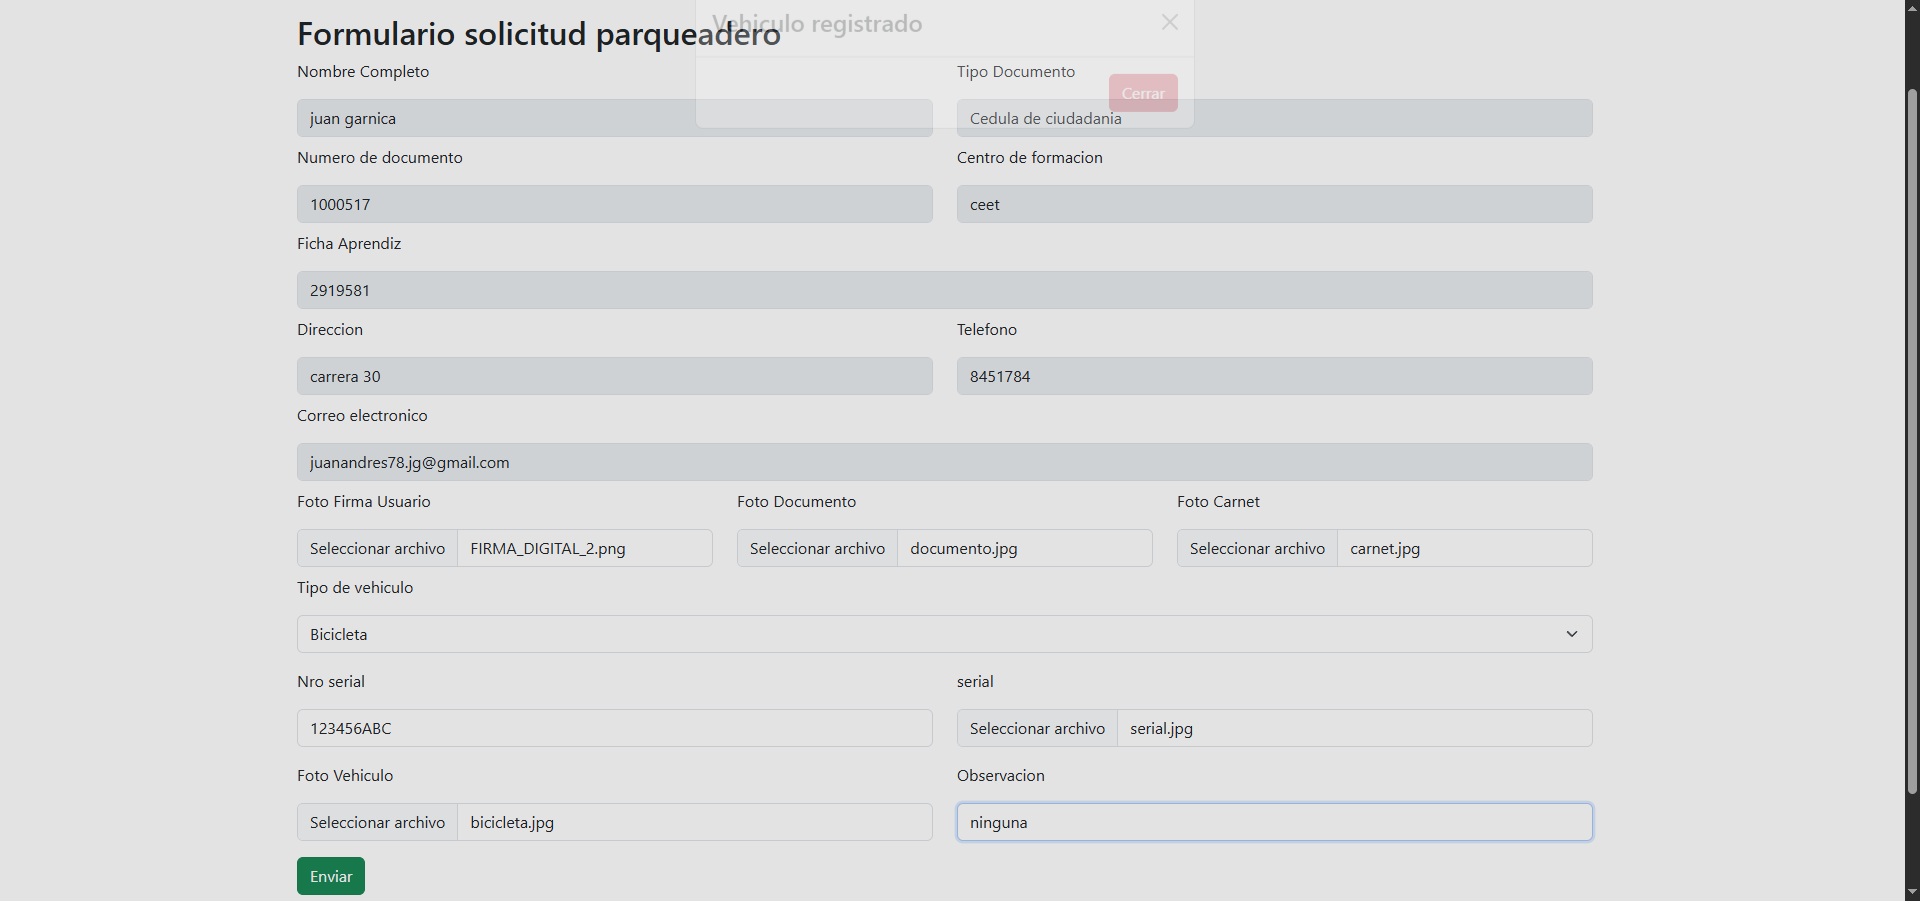 Vehiculo registrado
Formulario solicitud parqueadero
Nombre Completo
Tipo Documento
Cerrar
juan garnica
Cedula de ciudadania
Numero de documento
Centro de formacion
1000517
ceet
Ficha Aprendiz
2919581
Direccion
Telefono
carrera 30
8451784
Correo electronico
juanandres78.jg@gmail.com
Foto Firma Usuario
Foto Documento
Foto Carnet
Seleccionar archivo FIRMA_DIGITAL_2.png
Seleccionar archivo documento.jpg
Seleccionar archivo carnet.jpg
Tipo de vehiculo
Bicicleta
Nro serial
serial
123456ABC
Seleccionar archivo serial.jpg
Foto Vehiculo
Observacion
Seleccionar archivo bicicleta.jpg
ninguna
Enviar